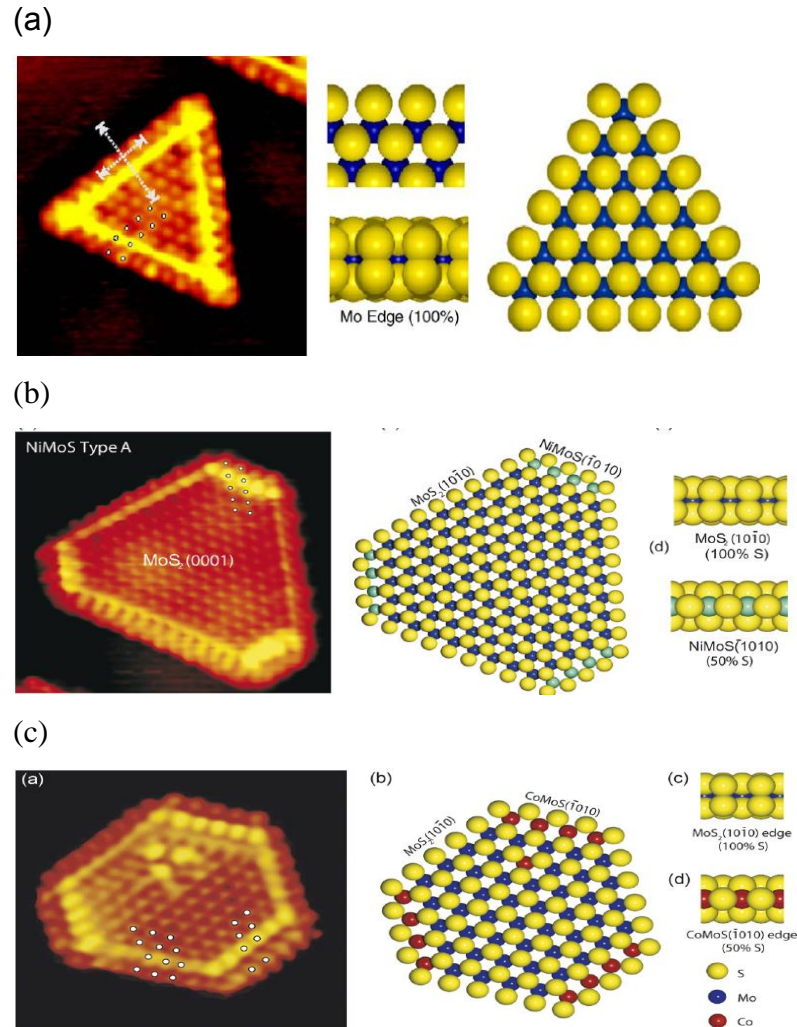 (a)
Mo Edge (100%)
(b)
NiMoS Type A
MoS₂(0001)
MoS₂(101̄0)
NiMoS(1̄010)
(d)
MoS₂(101̄0)
(100% S)
NiMoS(1̄010)
(50% S)
(c)
(a)
(b)
MoS₂(101̄0)
CoMoS(1̄010)
(c)
MoS₂(101̄0) edge
(100% S)
(d)
CoMoS(1̄010) edge
(50% S)
S
Mo
Co